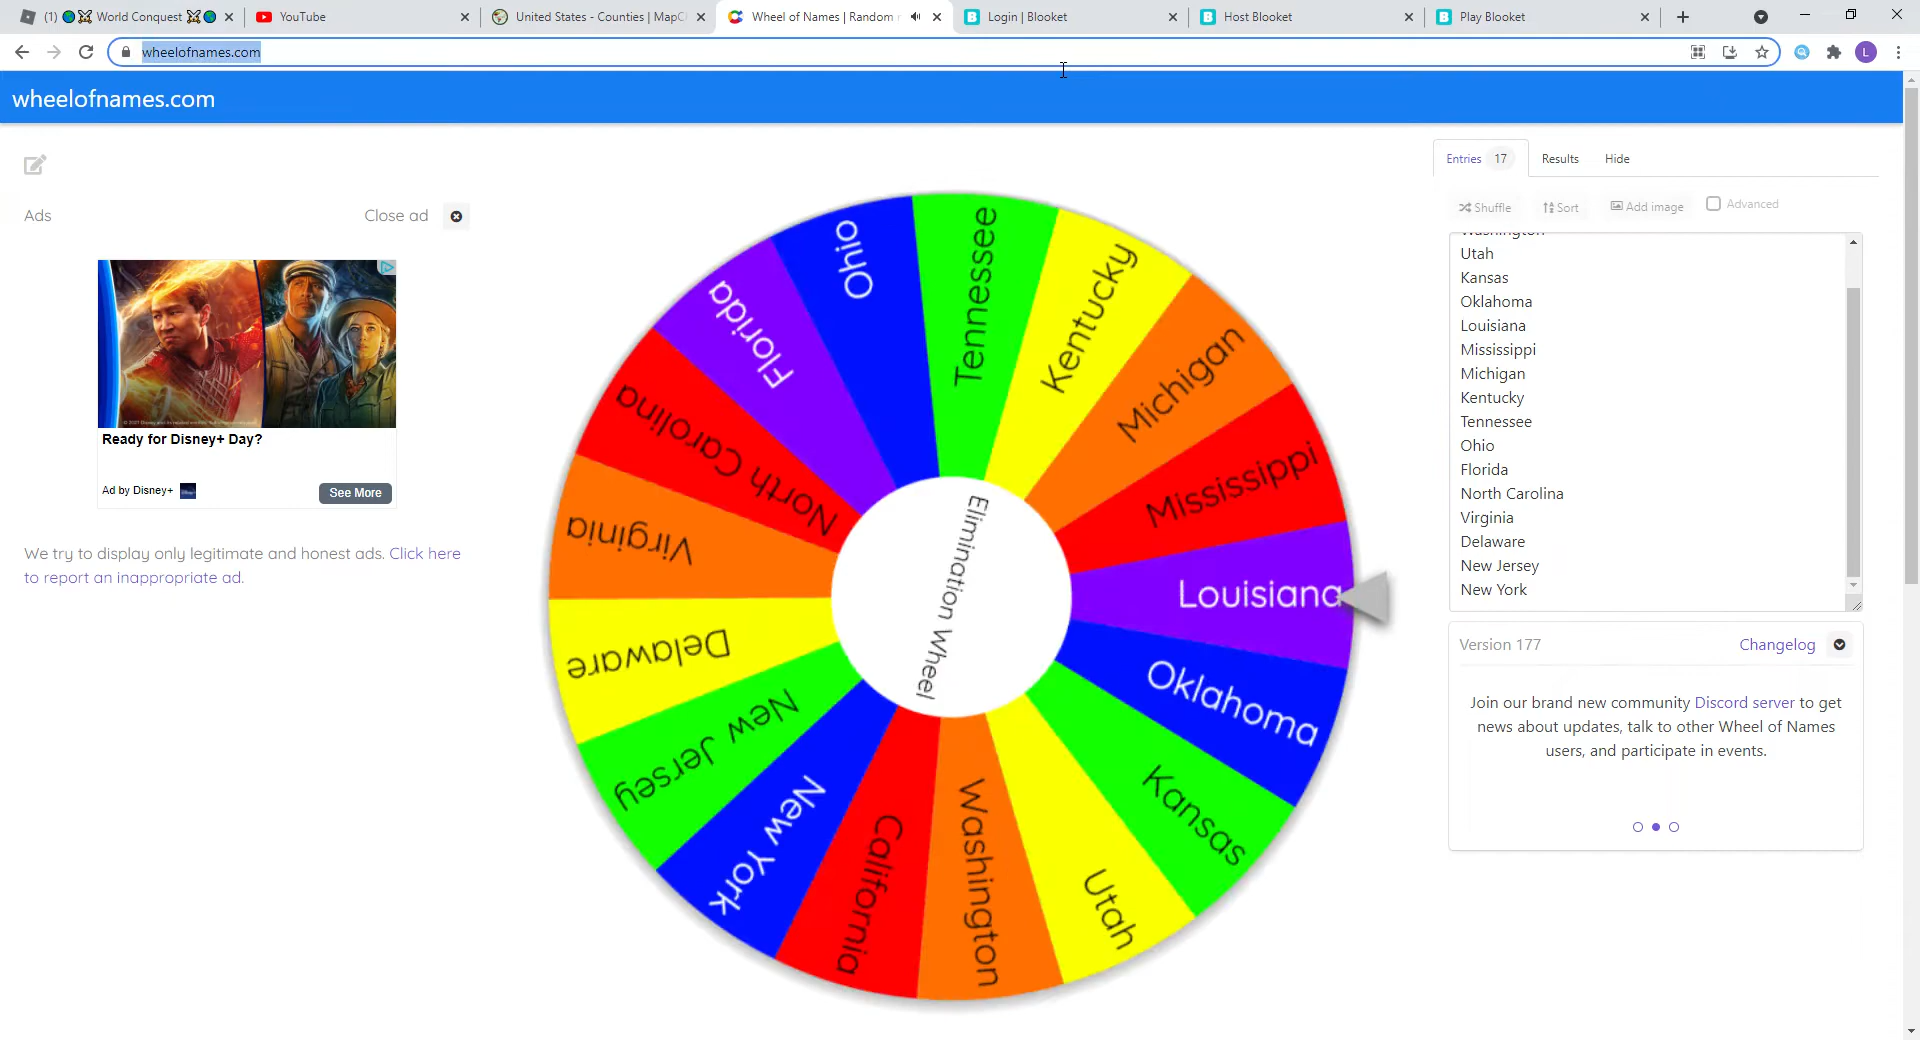 (1) World Conquest
YouTube
United States - Counties | MapC
Wheel of Names | Random
Login | Blooket
Host Blooket
Play Blooket
wheelofnames.com
L
wheelofnames.com
Ads
Close ad
Ready for Disney+ Day?
Ad by Disney+
See More
We try to display only legitimate and honest ads. Click here
to report an inappropriate ad.
Tennessee
Kentucky
Michigan
Mississippi
Louisiana
Oklahoma
Kansas
Utah
Washington
California
New York
New Jersey
Delaware
Virginia
North Carolina
Florida
Ohio
Elimination Wheel
Entries 17
Results
Hide
Shuffle
Sort
Add image
Advanced
Washington
Utah
Kansas
Oklahoma
Louisiana
Mississippi
Michigan
Kentucky
Tennessee
Ohio
Florida
North Carolina
Virginia
Delaware
New Jersey
New York
Version 177
Changelog
Join our brand new community Discord server to get
news about updates, talk to other Wheel of Names
users, and participate in events.